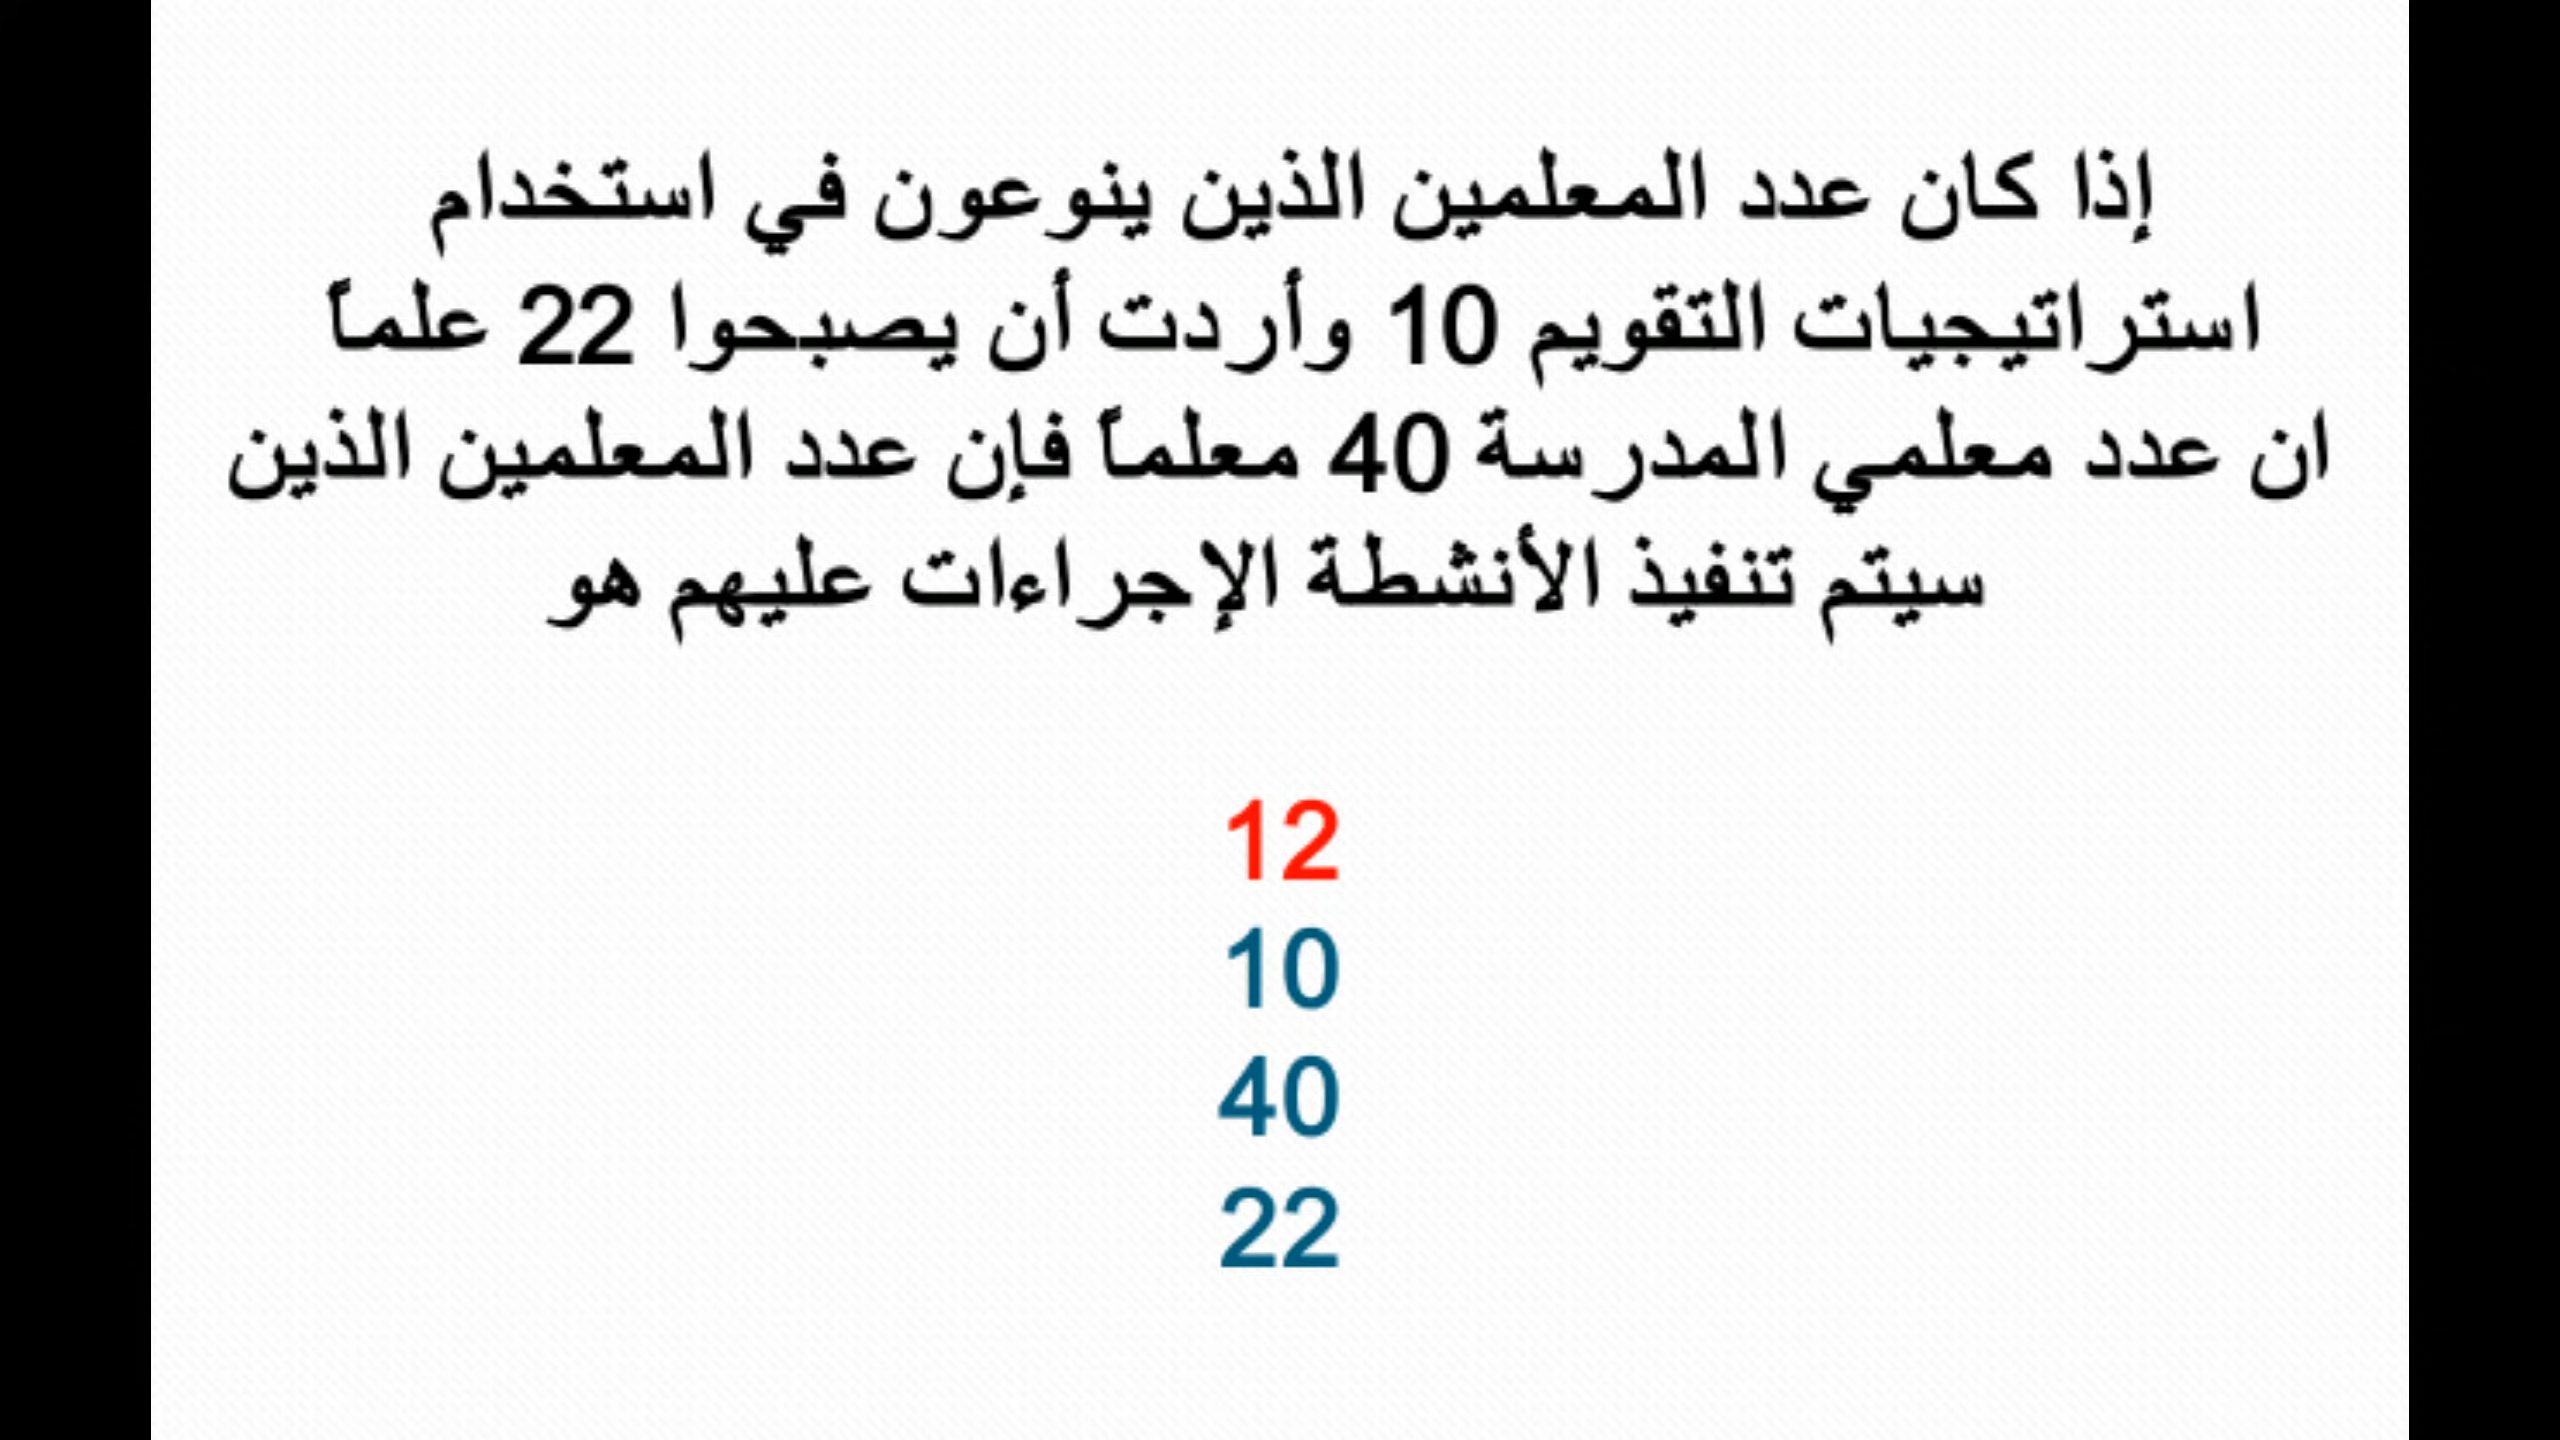 إذا كان عدد المعلمين الذين ينوعون في استخدام
استراتيجيات التقويم 10 وأردت أن يصبحوا 22 علماً
ان عدد معلمي المدرسة 40 معلماً فإن عدد المعلمين الذين
سيتم تنفيذ الأنشطة الإجراءات عليهم هو
12
10
40
22